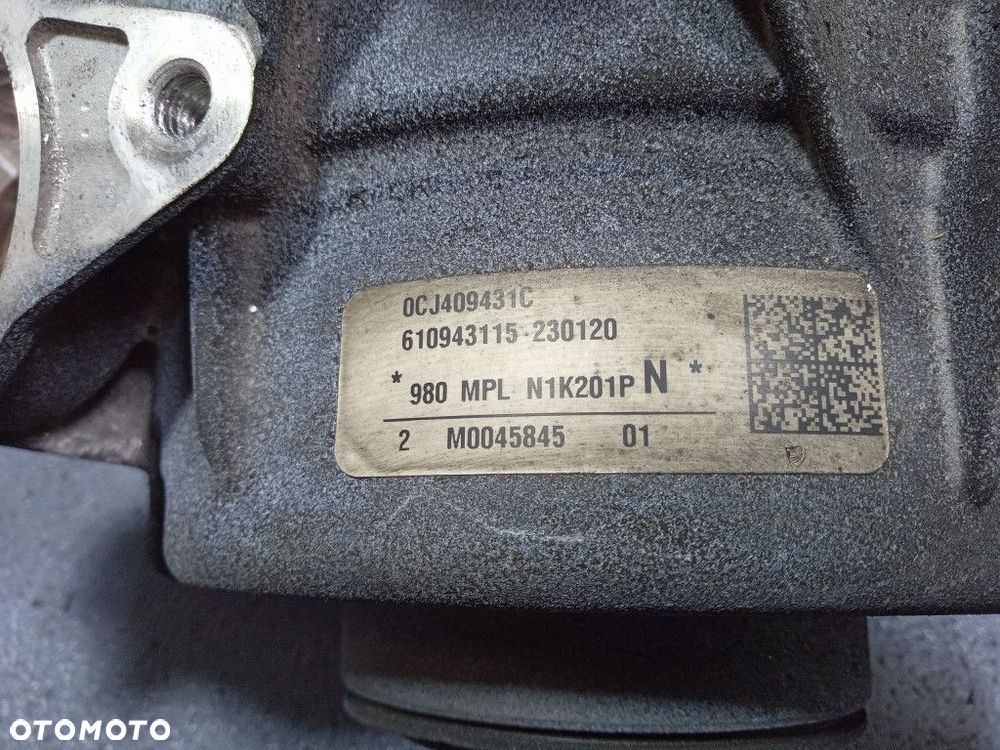 0CJ409431C
610943115-230120
* 980 MPL N1K201P N *
2 M0045845 01
OTOMOTO